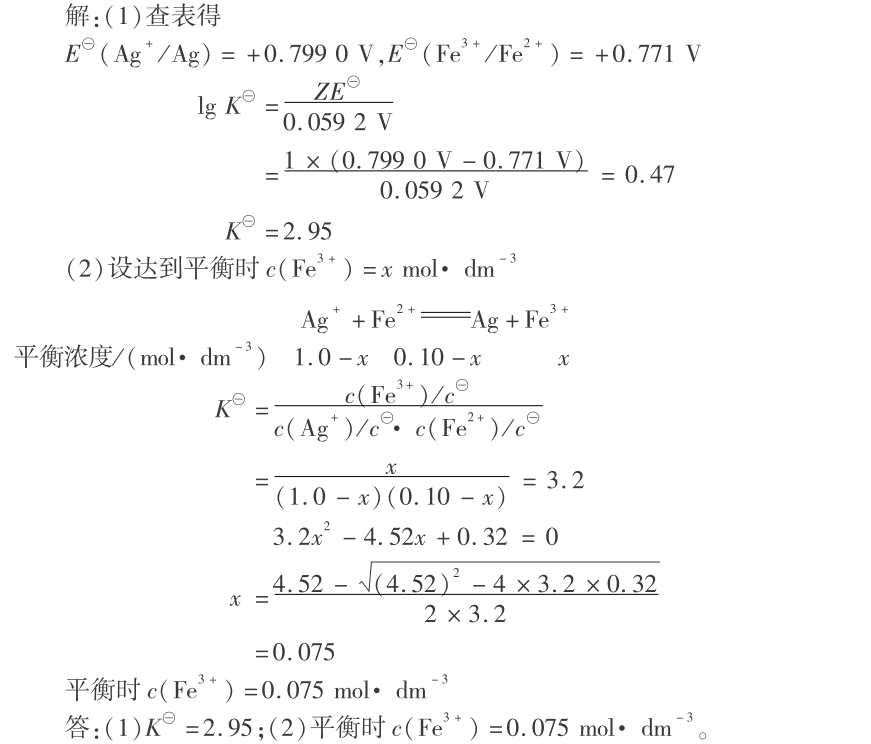 解:(1)查表得
E⊖(Ag⁺/Ag) = +0.799 0 V,E⊖(Fe³⁺/Fe²⁺) = +0.771 V
lg K⊖ = ZE⊖ / 0.059 2 V
= 1 × (0.799 0 V − 0.771 V) / 0.059 2 V = 0.47
K⊖ = 2.95
(2)设达到平衡时 c(Fe³⁺) = x mol· dm⁻³
Ag⁺ + Fe²⁺ ══ Ag + Fe³⁺
平衡浓度/(mol· dm⁻³) 1.0 − x 0.10 − x x
K⊖ = c(Fe³⁺)/c⊖ / c(Ag⁺)/c⊖· c(Fe²⁺)/c⊖
= x / (1.0 − x)(0.10 − x) = 3.2
3.2x² − 4.52x + 0.32 = 0
x = 4.52 − √(4.52)² − 4 × 3.2 × 0.32 / 2 × 3.2
= 0.075
平衡时 c(Fe³⁺) = 0.075 mol· dm⁻³
答:(1)K⊖ = 2.95;(2)平衡时 c(Fe³⁺) = 0.075 mol· dm⁻³。